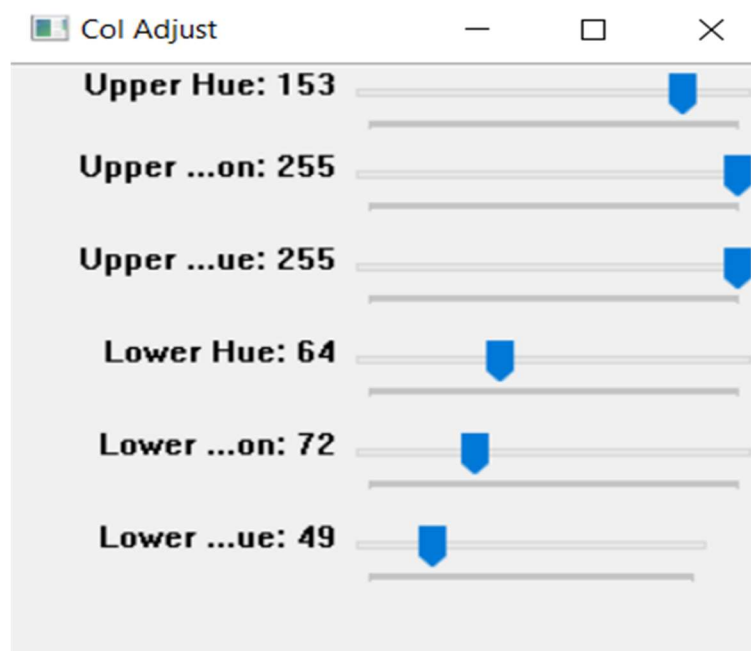 Col Adjust
Upper Hue: 153
Upper ...on: 255
Upper ...ue: 255
Lower Hue: 64
Lower ...on: 72
Lower ...ue: 49